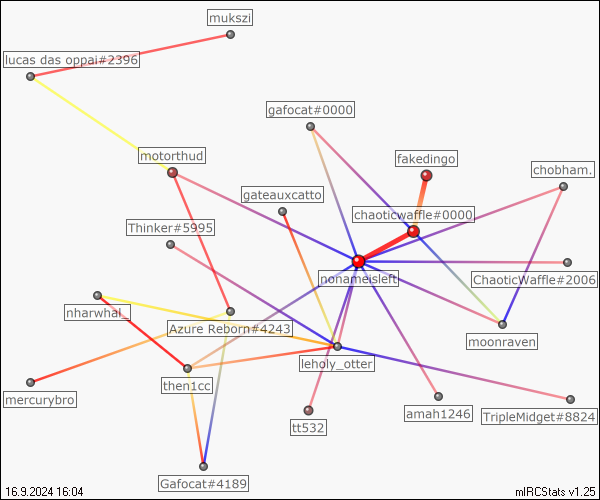 mukszi
lucas das oppai#2396
gafocat#0000
motorthud
fakedingo
chobham.
gateauxcatto
chaoticwaffle#0000
Thinker#5995
nonameisleft
ChaoticWaffle#2006
nharwhal_
Azure Reborn#4243
moonraven
leholy_otter
then1cc
mercurybro
amah1246
TripleMidget#8824
tt532
Gafocat#4189
16.9.2024 16:04
mIRCStats v1.25